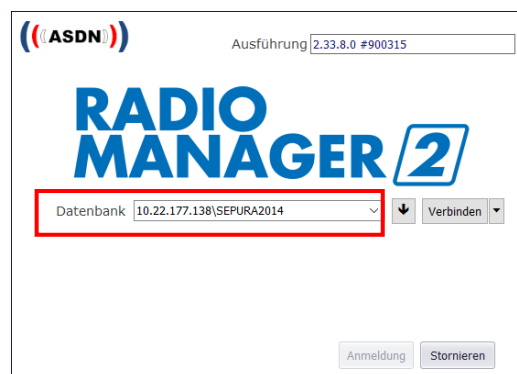 ((ASDN))
Ausführung 2.33.8.0 #900315
RADIO
MANAGER 2
Datenbank 10.22.177.138\SEPURA2014 Verbinden
Anmeldung Stornieren